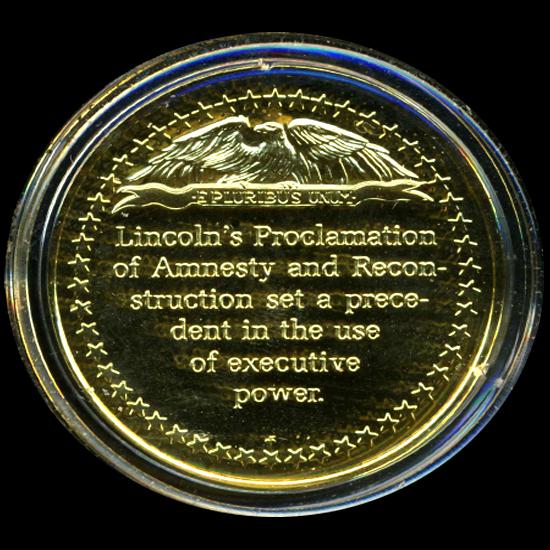 E PLURIBUS UNUM
Lincoln's Proclamation
of Amnesty and Recon-
struction set a prece-
dent in the use
of executive
power.